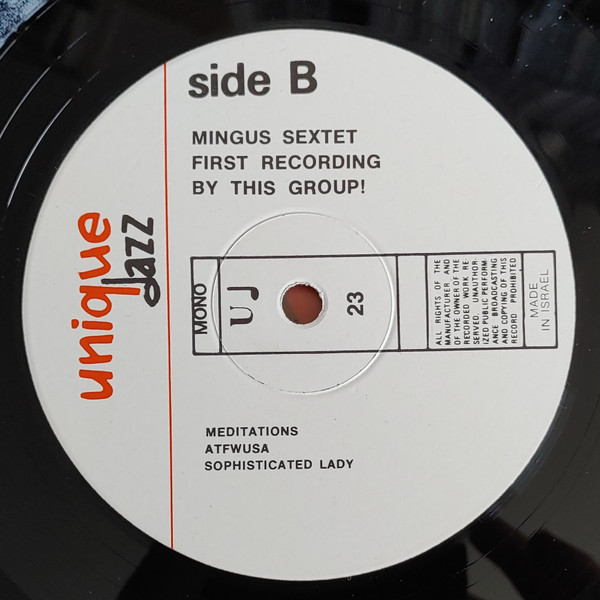 side B
MINGUS SEXTET
FIRST RECORDING
BY THIS GROUP!
unique
Jazz
MONO
UJ
23
ALL RIGHTS OF THE
MANUFACTURER AND
OF THE OWNER OF THE
RECORDED WORK RE-
SERVED. UNAUTHOR-
IZED PUBLIC PERFORM-
ANCE BROADCASTING
AND COPYING OF THIS
RECORD PROHIBITED
MADE
IN ISRAEL
MEDITATIONS
ATFWUSA
SOPHISTICATED LADY